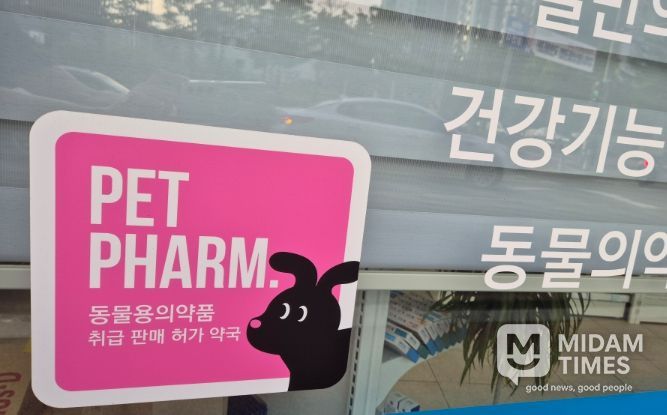 건강기능
동물의약
PET
PHARM.
동물용의약품
취급 판매 허가 약국
MIDAM
TIMES
good news, good people